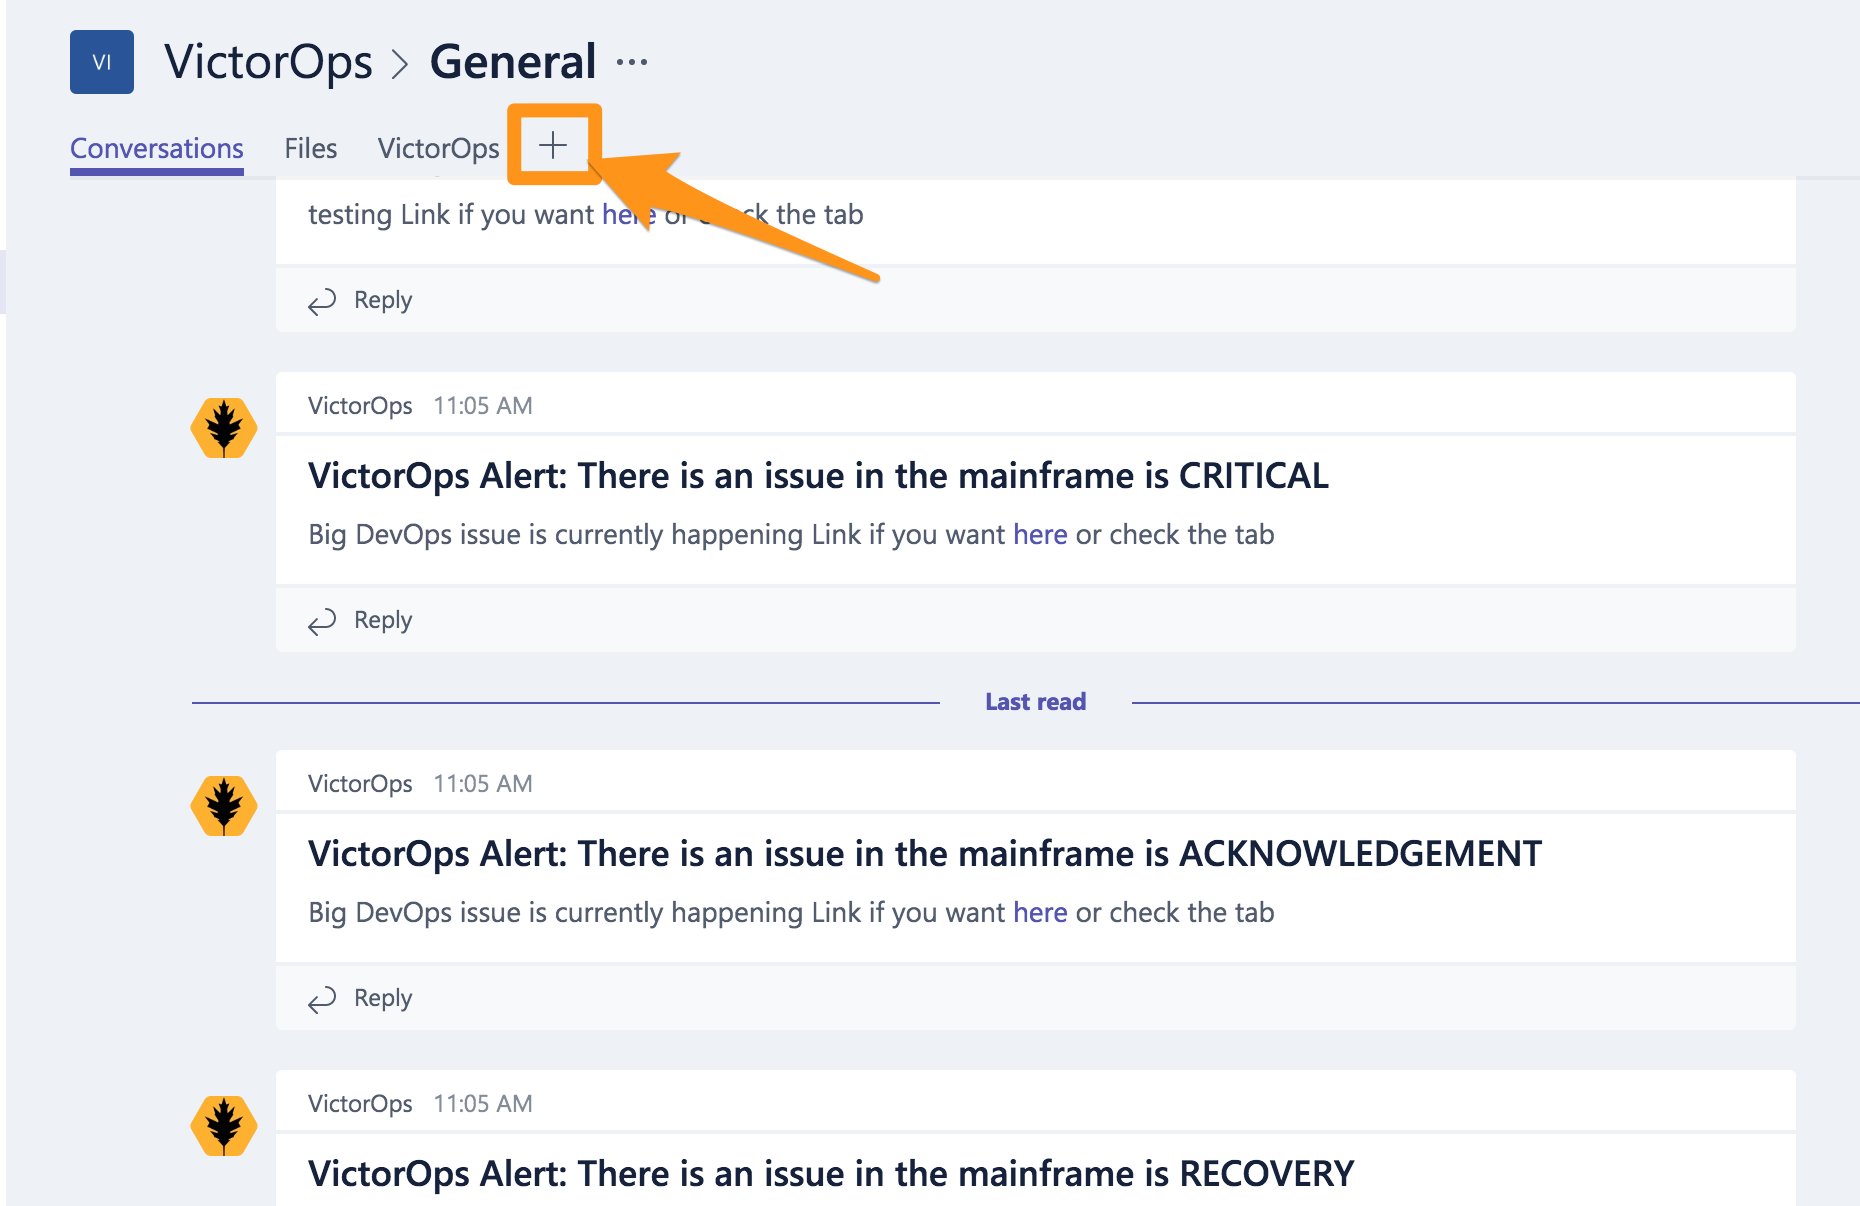 VI
VictorOps > General ...
Conversations Files VictorOps +
testing Link if you want here or check the tab
Reply
VictorOps 11:05 AM
VictorOps Alert: There is an issue in the mainframe is CRITICAL
Big DevOps issue is currently happening Link if you want here or check the tab
Reply
Last read
VictorOps 11:05 AM
VictorOps Alert: There is an issue in the mainframe is ACKNOWLEDGEMENT
Big DevOps issue is currently happening Link if you want here or check the tab
Reply
VictorOps 11:05 AM
VictorOps Alert: There is an issue in the mainframe is RECOVERY